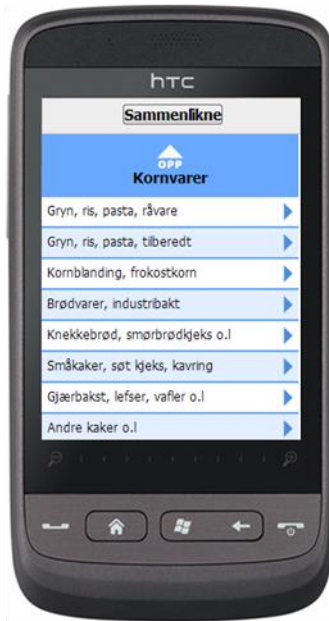 hTC
Sammenlikne
OPP
Kornvarer
Gryn, ris, pasta, råvare
Gryn, ris, pasta, tilberedt
Kornblanding, frokostkorn
Brødvarer, industribakt
Knekkebrød, smørbrødkjeks o.l
Småkaker, søt kjeks, kavring
Gjærbakst, lefser, vafler o.l
Andre kaker o.l